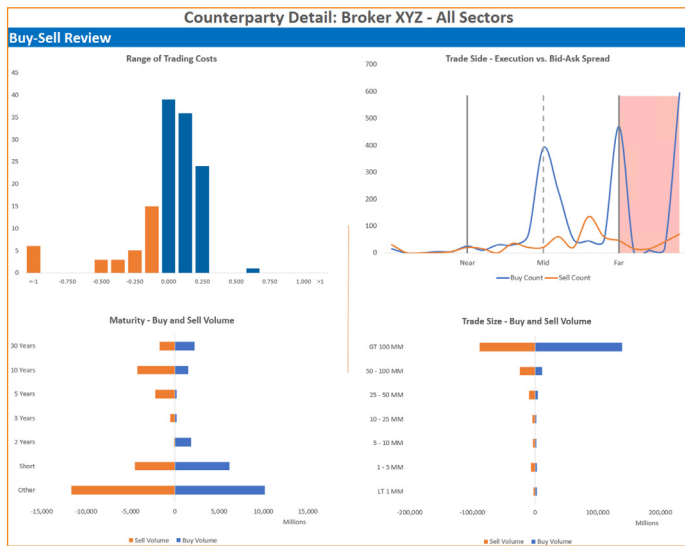 Counterparty Detail: Broker XYZ - All Sectors
Buy-Sell Review
Range of Trading Costs
45
40
35
30
25
20
15
10
5
0
<-1 -0.750 -0.500 -0.250 0.000 0.250 0.500 0.750 1.000 >1
Trade Side - Execution vs. Bid-Ask Spread
700
600
500
400
300
200
100
0
Near Mid Far
Buy Count Sell Count
Maturity - Buy and Sell Volume
30 Years
10 Years
5 Years
3 Years
2 Years
Short
Other
-15,000 -10,000 -5,000 0 5,000 10,000 15,000
Millions
Sell Volume Buy Volume
Trade Size - Buy and Sell Volume
GT 100 MM
50 - 100 MM
25 - 50 MM
10 - 25 MM
5 - 10 MM
1 - 5 MM
LT 1 MM
-200,000 -100,000 0 100,000 200,000
Millions
Sell Volume Buy Volume